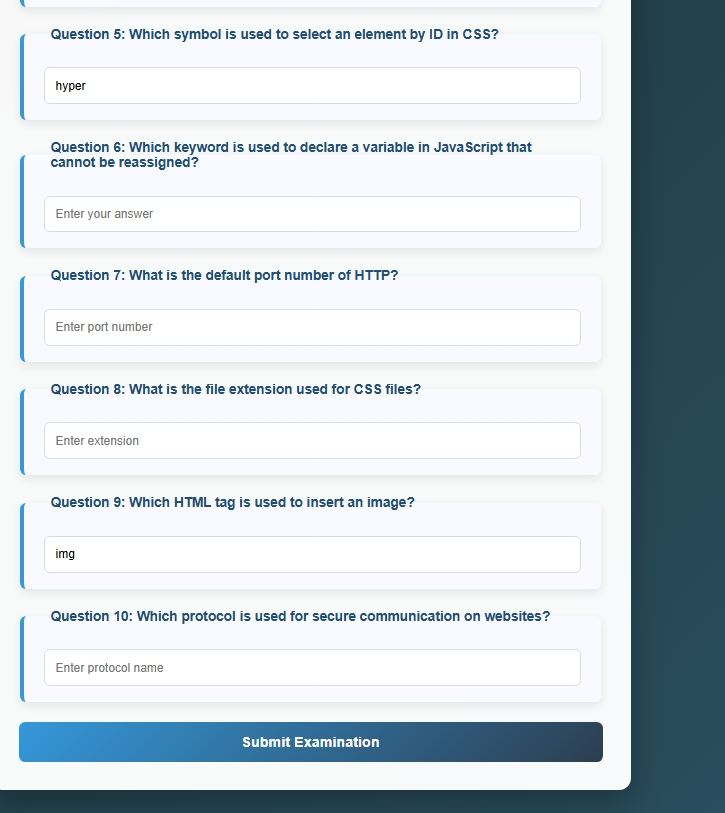 Question 5: Which symbol is used to select an element by ID in CSS?
hyper
Question 6: Which keyword is used to declare a variable in JavaScript that
cannot be reassigned?
Enter your answer
Question 7: What is the default port number of HTTP?
Enter port number
Question 8: What is the file extension used for CSS files?
Enter extension
Question 9: Which HTML tag is used to insert an image?
img
Question 10: Which protocol is used for secure communication on websites?
Enter protocol name
Submit Examination